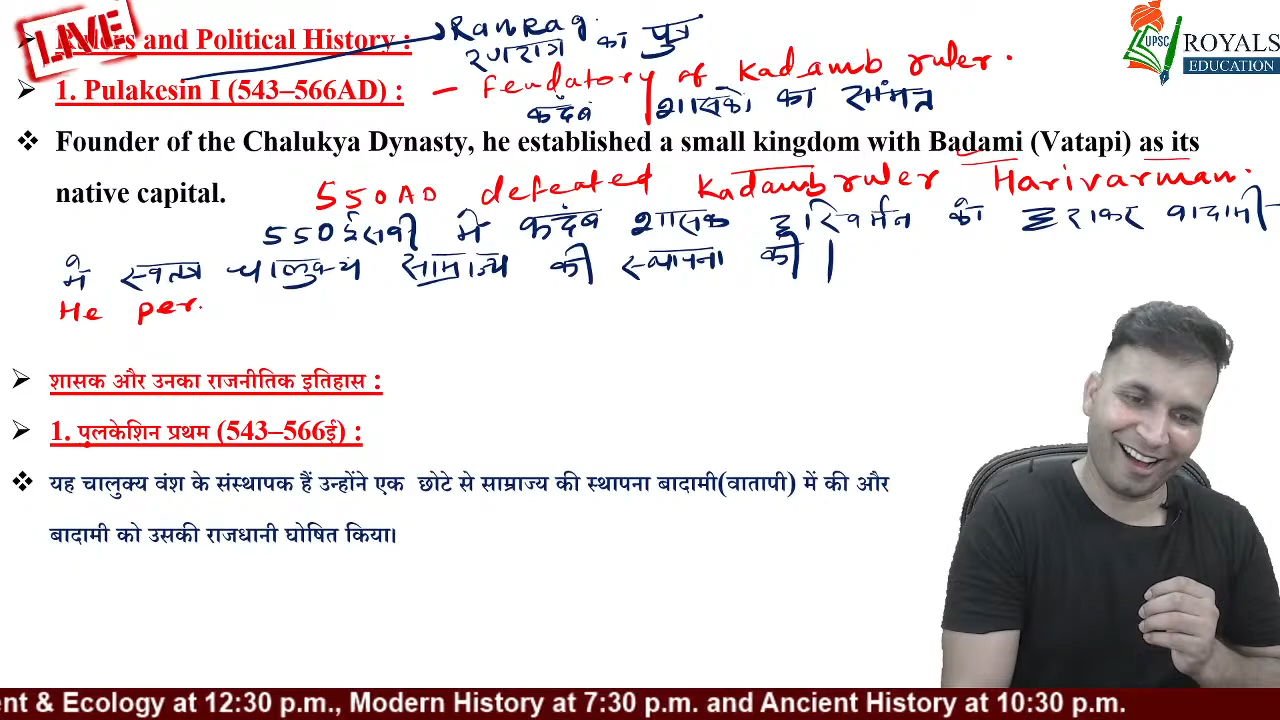 LIVE
Rulers and Political History :
RanRag
रणराग का पुत्र
1. Pulakesin I (543–566AD) : – Feudatory of Kadamb ruler.
कदंब शासको का सामंत
Founder of the Chalukya Dynasty, he established a small kingdom with Badami (Vatapi) as its
native capital. 550AD defeated Kadamb ruler Harivarman.
550 ईसवी मे कदंब शासक हरिवर्मन को हराकर बादामी
मे स्वतंत्र चालुक्य साम्राज्य की स्थापना की।
He per.
शासक और उनका राजनीतिक इतिहास :
1. पुलकेशिन प्रथम (543–566ई) :
यह चालुक्य वंश के संस्थापक हैं उन्होंने एक छोटे से साम्राज्य की स्थापना बादामी(वातापी) में की और
बादामी को उसकी राजधानी घोषित किया।
UPSC ROYALS
EDUCATION
nt & Ecology at 12:30 p.m., Modern History at 7:30 p.m. and Ancient History at 10:30 p.m.